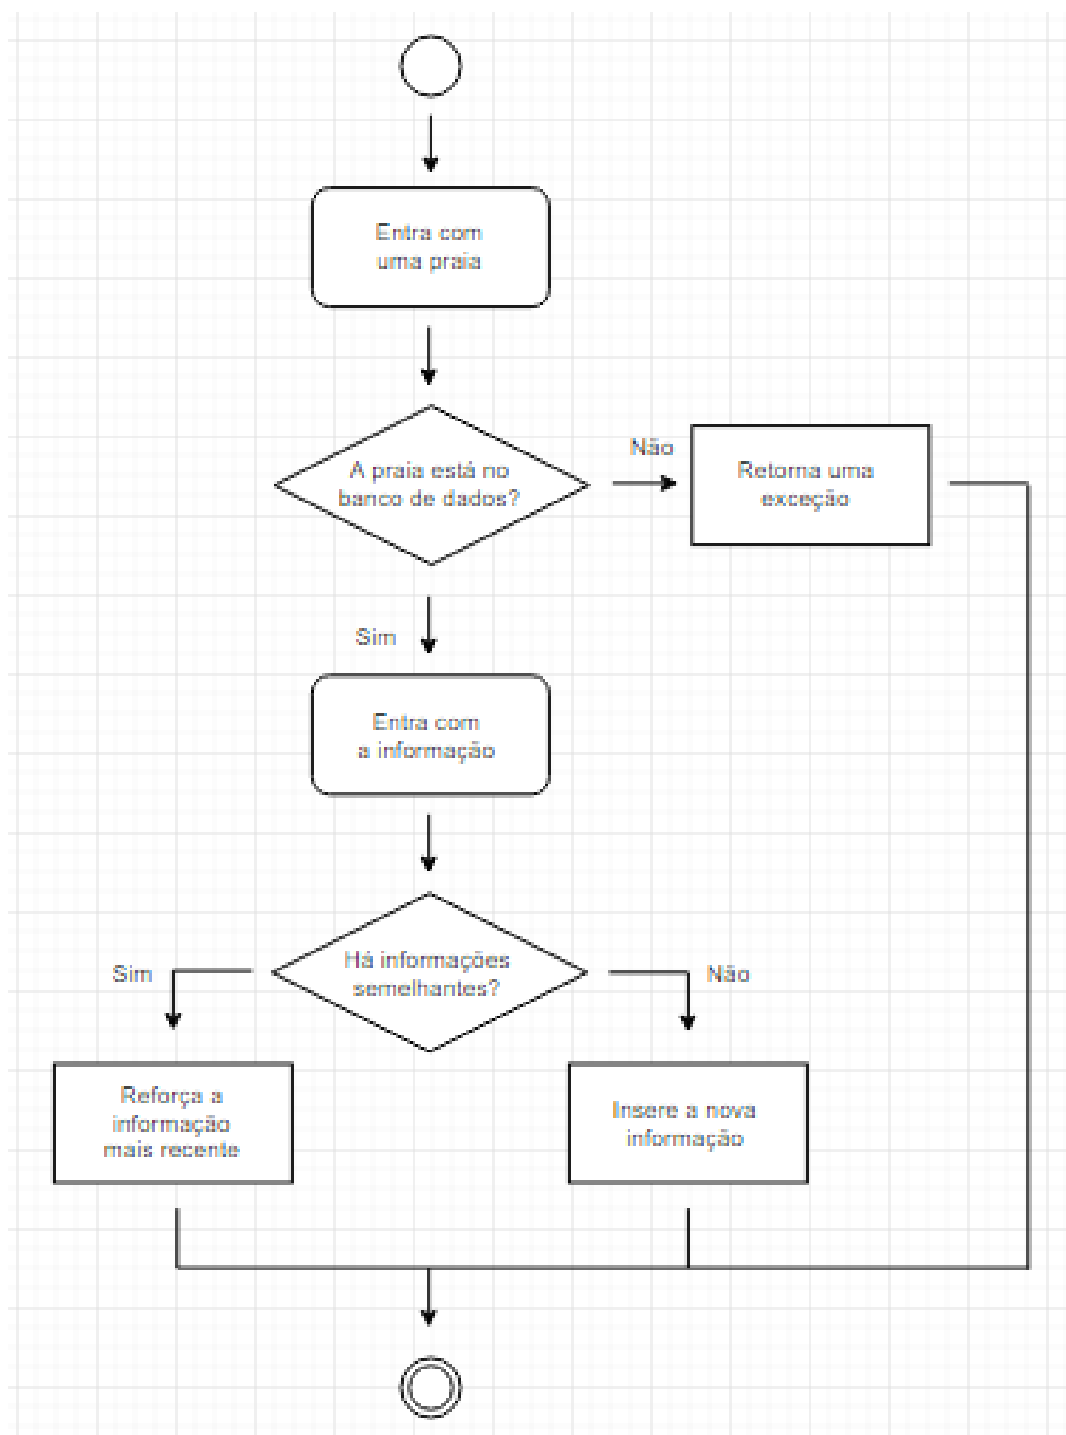 Entra com
uma praia
A praia está no
banco de dados?
Não
Retorna uma
exceção
Sim
Entra com
a informação
Há informações
semelhantes?
Sim
Não
Reforça a
informação
mais recente
Insere a nova
informação